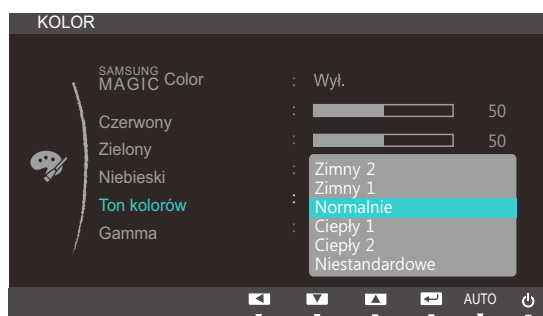 KOLOR
SAMSUNG MAGIC Color : Wył.
Czerwony : 50
Zielony : 50
Niebieski :
Ton kolorów :
Gamma :
Zimny 2
Zimny 1
Normalnie
Ciepły 1
Ciepły 2
Niestandardowe
AUTO